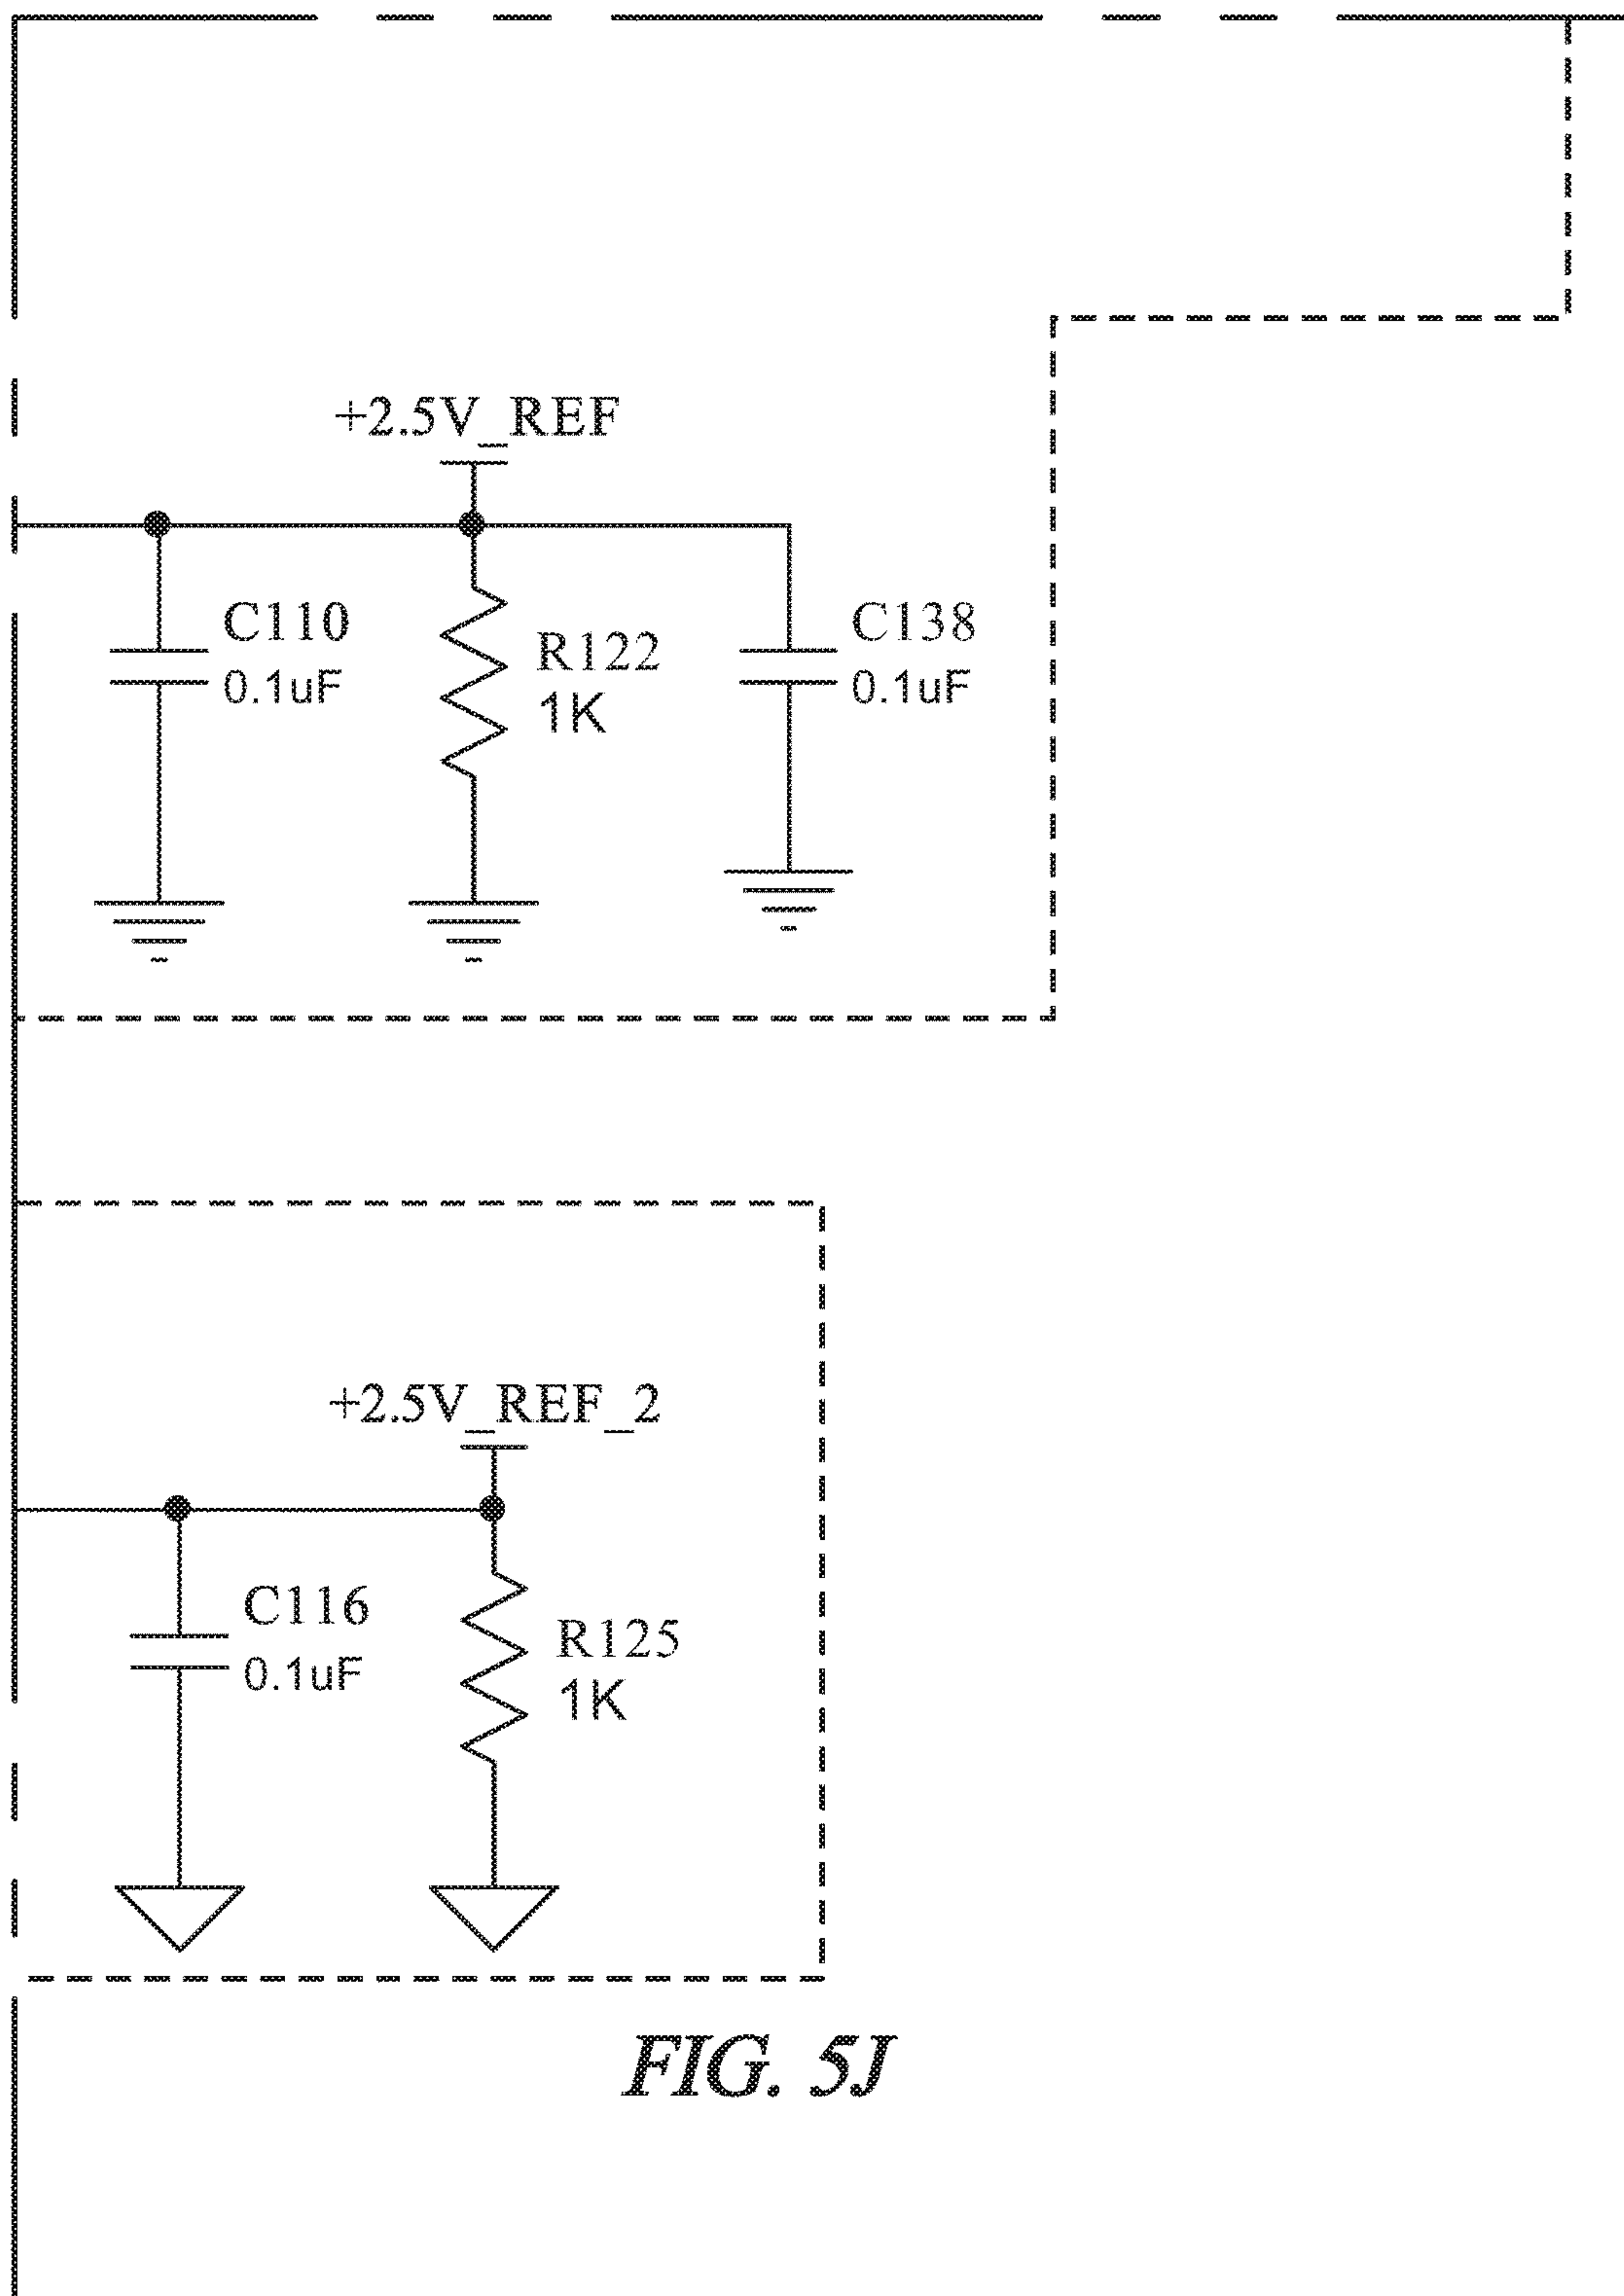 +2.5V_REF
C110
0.1uF
R122
1K
C138
0.1uF
+2.5V_REF_2
C116
0.1uF
R125
1K
FIG. 5J